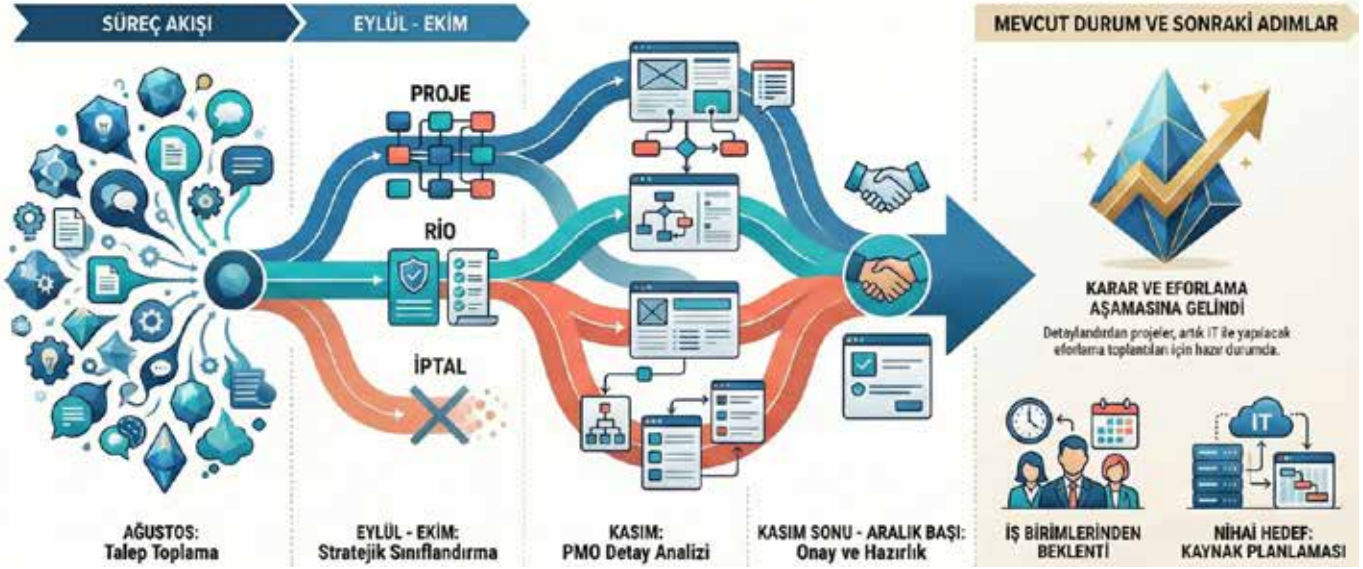 SÜREÇ AKIŞI
EYLÜL - EKİM
MEVCUT DURUM VE SONRAKİ ADIMLAR
PROJE
RİO
İPTAL
AĞUSTOS:
Talep Toplama
EYLÜL - EKİM:
Stratejik Sınıflandırma
KASIM:
PMO Detay Analizi
KASIM SONU - ARALIK BAŞI:
Onay ve Hazırlık
KARAR VE EFORLAMA
AŞAMASINA GELİNDİ
Detaylandırdan projeler, artık IT ile yapılacak
eforlama toplantıları için hazır durumda.
IT
İŞ BİRİMLERİNDEN
BEKLENTİ
NİHAİ HEDEF:
KAYNAK PLANLAMASI